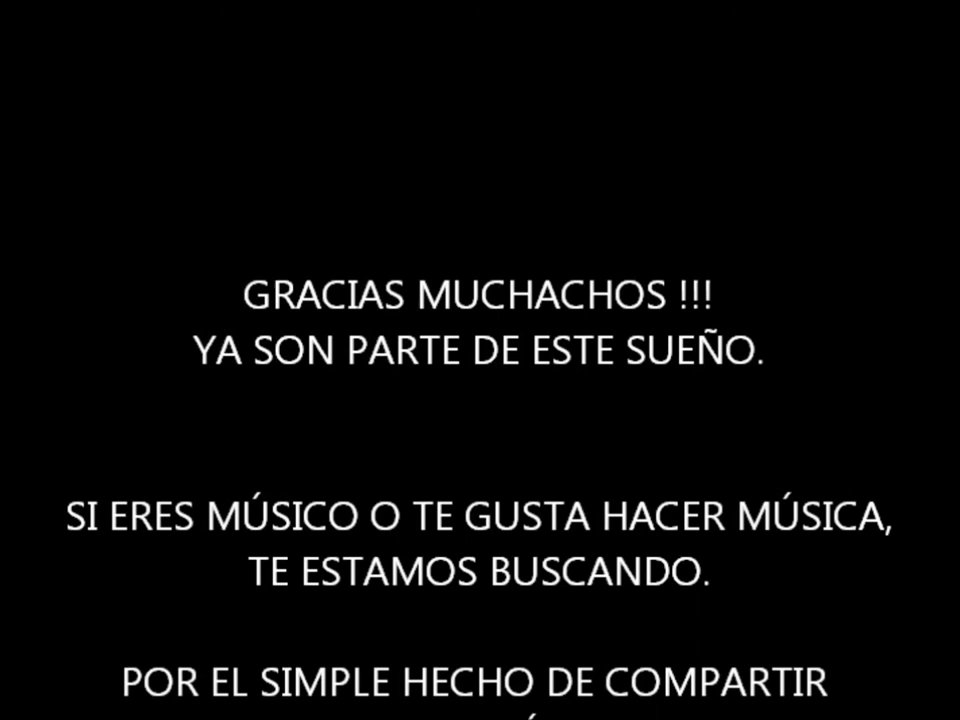 GRACIAS MUCHACHOS !!!
YA SON PARTE DE ESTE SUEÑO.
SI ERES MÚSICO O TE GUSTA HACER MÚSICA,
TE ESTAMOS BUSCANDO.
POR EL SIMPLE HECHO DE COMPARTIR